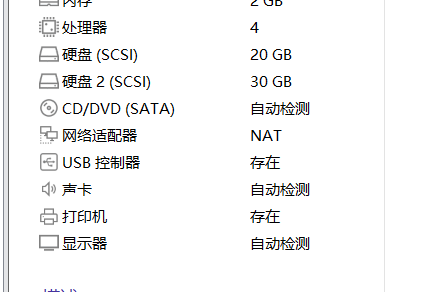 内存 2 GB
处理器 4
硬盘 (SCSI) 20 GB
硬盘 2 (SCSI) 30 GB
CD/DVD (SATA) 自动检测
网络适配器 NAT
USB 控制器 存在
声卡 自动检测
打印机 存在
显示器 自动检测
描述